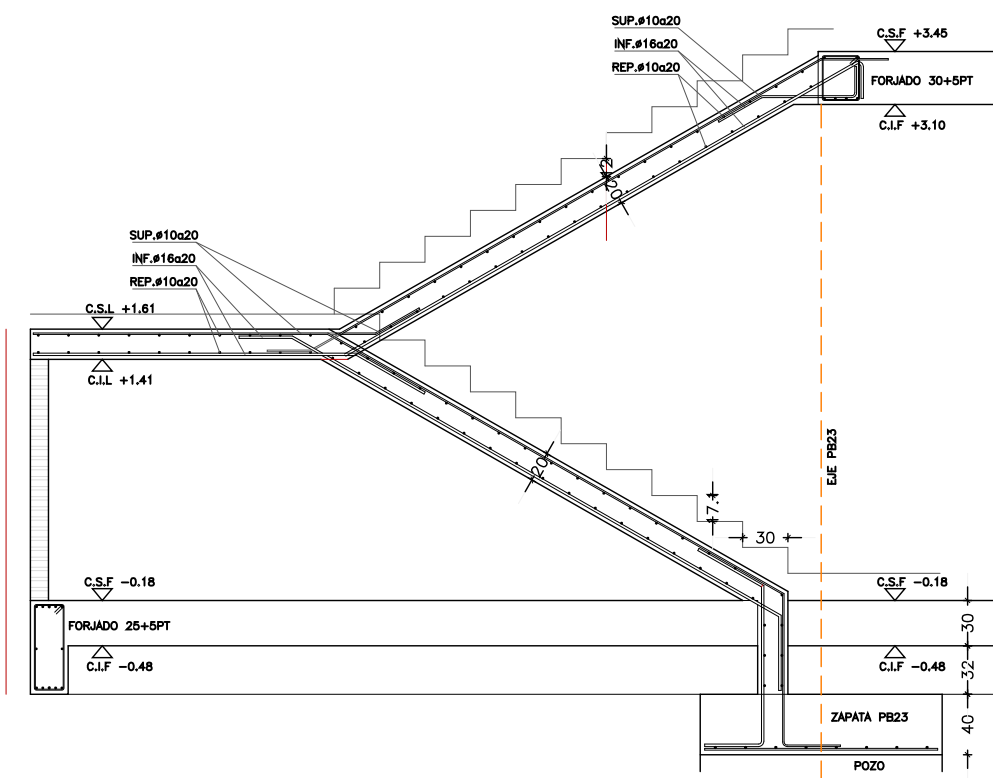 SUP.ø10a20
INF.ø16a20
REP.ø10a20
C.S.F +3.45
FORJADO 30+5PT
C.I.F +3.10
20
SUP.ø10a20
INF.ø16a20
REP.ø10a20
C.S.L +1.61
C.I.L +1.41
20
EJE PB23
7.
30
C.S.F -0.18
C.S.F -0.18
FORJADO 25+5PT
30
C.I.F -0.48
C.I.F -0.48
32
ZAPATA PB23
40
POZO